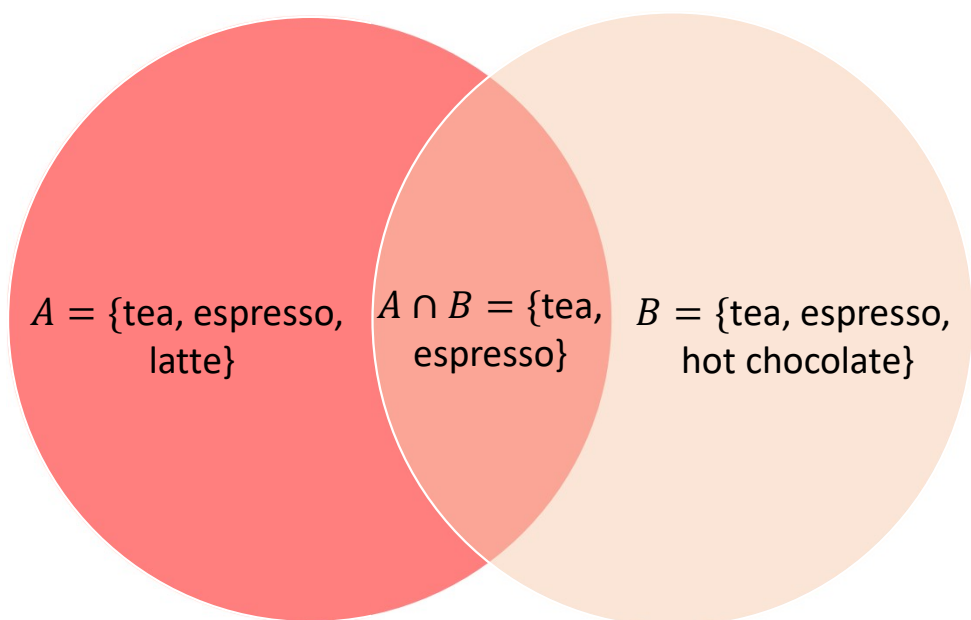 A = {tea, espresso,
latte}
A ∩ B = {tea,
espresso}
B = {tea, espresso,
hot chocolate}